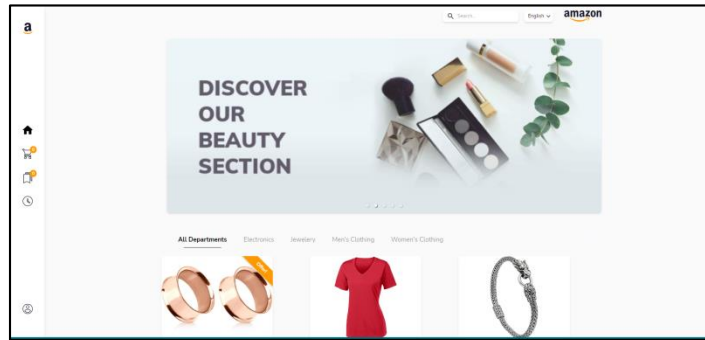 a
Search...
English
amazon
DISCOVER
OUR
BEAUTY
SECTION
All Departments
Electronics
Jewelery
Men's Clothing
Women's Clothing